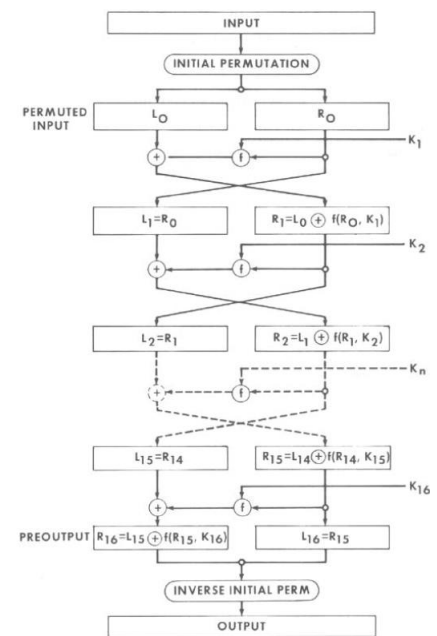 INPUT
INITIAL PERMUTATION
PERMUTED
INPUT
L0
R0
K1
+
f
L1=R0
R1=L0 ⊕ f(R0, K1)
K2
+
f
L2=R1
R2=L1 ⊕ f(R1, K2)
Kn
+
f
L15=R14
R15=L14 ⊕ f(R14, K15)
K16
+
f
PREOUTPUT
R16=L15 ⊕ f(R15, K16)
L16=R15
INVERSE INITIAL PERM
OUTPUT